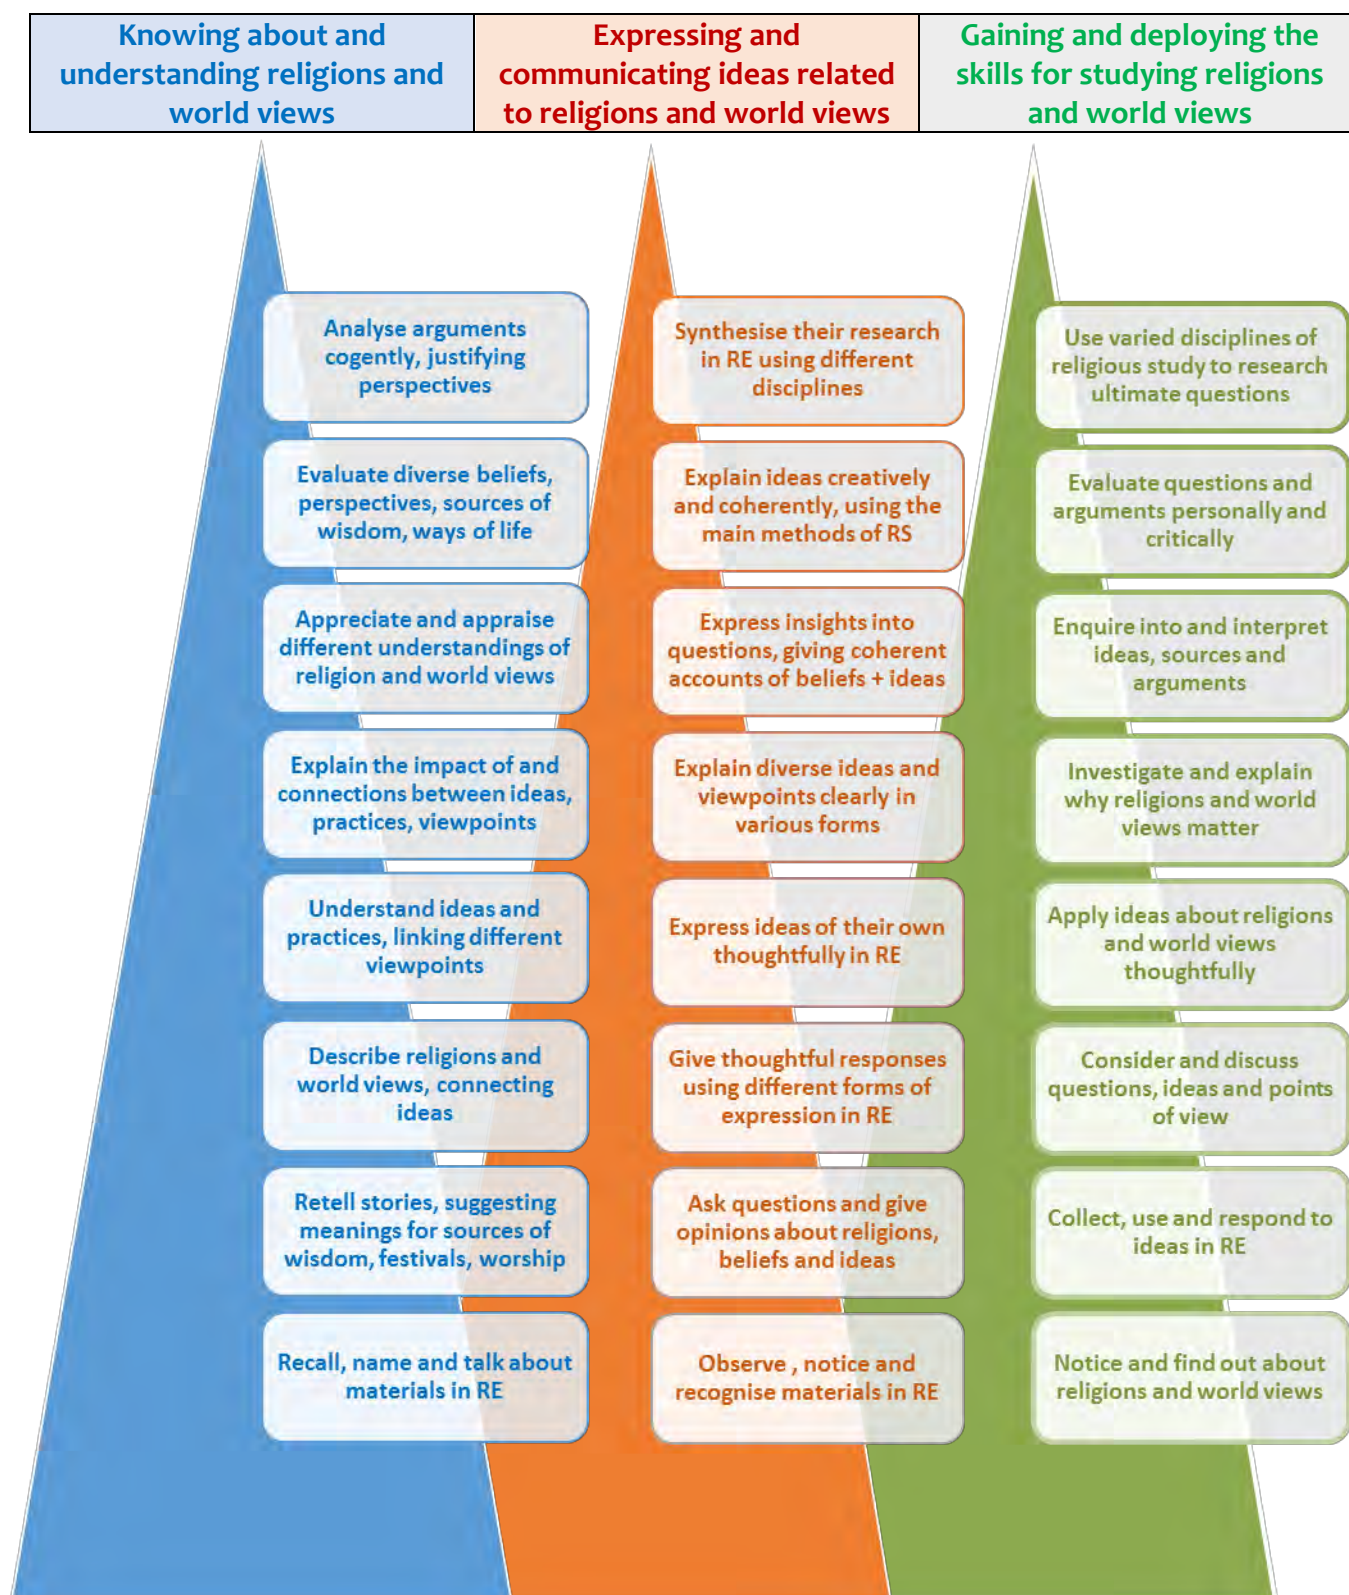 Knowing about and
understanding religions and
world views
Expressing and
communicating ideas related
to religions and world views
Gaining and deploying the
skills for studying religions
and world views
Analyse arguments
cogently, justifying
perspectives
Evaluate diverse beliefs,
perspectives, sources of
wisdom, ways of life
Appreciate and appraise
different understandings of
religion and world views
Explain the impact of and
connections between ideas,
practices, viewpoints
Understand ideas and
practices, linking different
viewpoints
Describe religions and
world views, connecting
ideas
Retell stories, suggesting
meanings for sources of
wisdom, festivals, worship
Recall, name and talk about
materials in RE
Synthesise their research
in RE using different
disciplines
Explain ideas creatively
and coherently, using the
main methods of RS
Express insights into
questions, giving coherent
accounts of beliefs + ideas
Explain diverse ideas and
viewpoints clearly in
various forms
Express ideas of their own
thoughtfully in RE
Give thoughtful responses
using different forms of
expression in RE
Ask questions and give
opinions about religions,
beliefs and ideas
Observe , notice and
recognise materials in RE
Use varied disciplines of
religious study to research
ultimate questions
Evaluate questions and
arguments personally and
critically
Enquire into and interpret
ideas, sources and
arguments
Investigate and explain
why religions and world
views matter
Apply ideas about religions
and world views
thoughtfully
Consider and discuss
questions, ideas and points
of view
Collect, use and respond to
ideas in RE
Notice and find out about
religions and world views